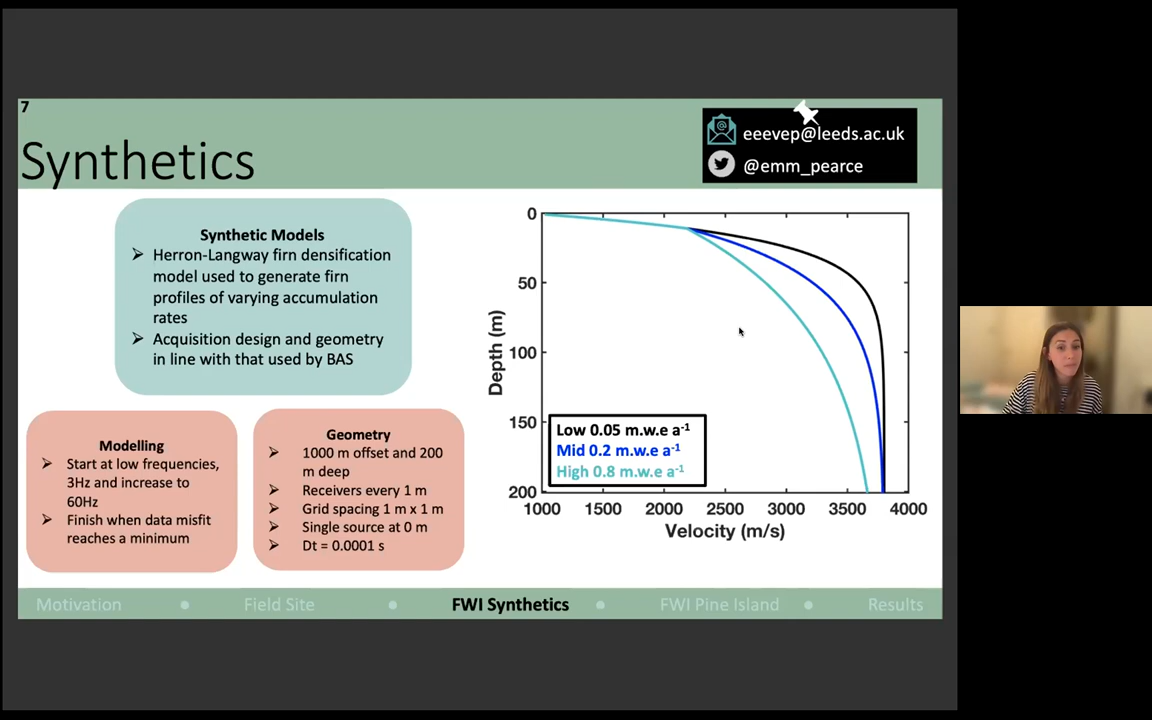 7
Synthetics
eeevep@leeds.ac.uk
@emm_pearce
Synthetic Models
Herron-Langway firn densification
model used to generate firn
profiles of varying accumulation
rates
Acquisition design and geometry
in line with that used by BAS
Modelling
Start at low frequencies,
3Hz and increase to
60Hz
Finish when data misfit
reaches a minimum
Geometry
1000 m offset and 200
m deep
Receivers every 1 m
Grid spacing 1 m x 1 m
Single source at 0 m
Dt = 0.0001 s
0
50
100
150
200
Depth (m)
Low 0.05 m.w.e a⁻¹
Mid 0.2 m.w.e a⁻¹
High 0.8 m.w.e a⁻¹
1000 1500 2000 2500 3000 3500 4000
Velocity (m/s)
Motivation Field Site FWI Synthetics FWI Pine Island Results